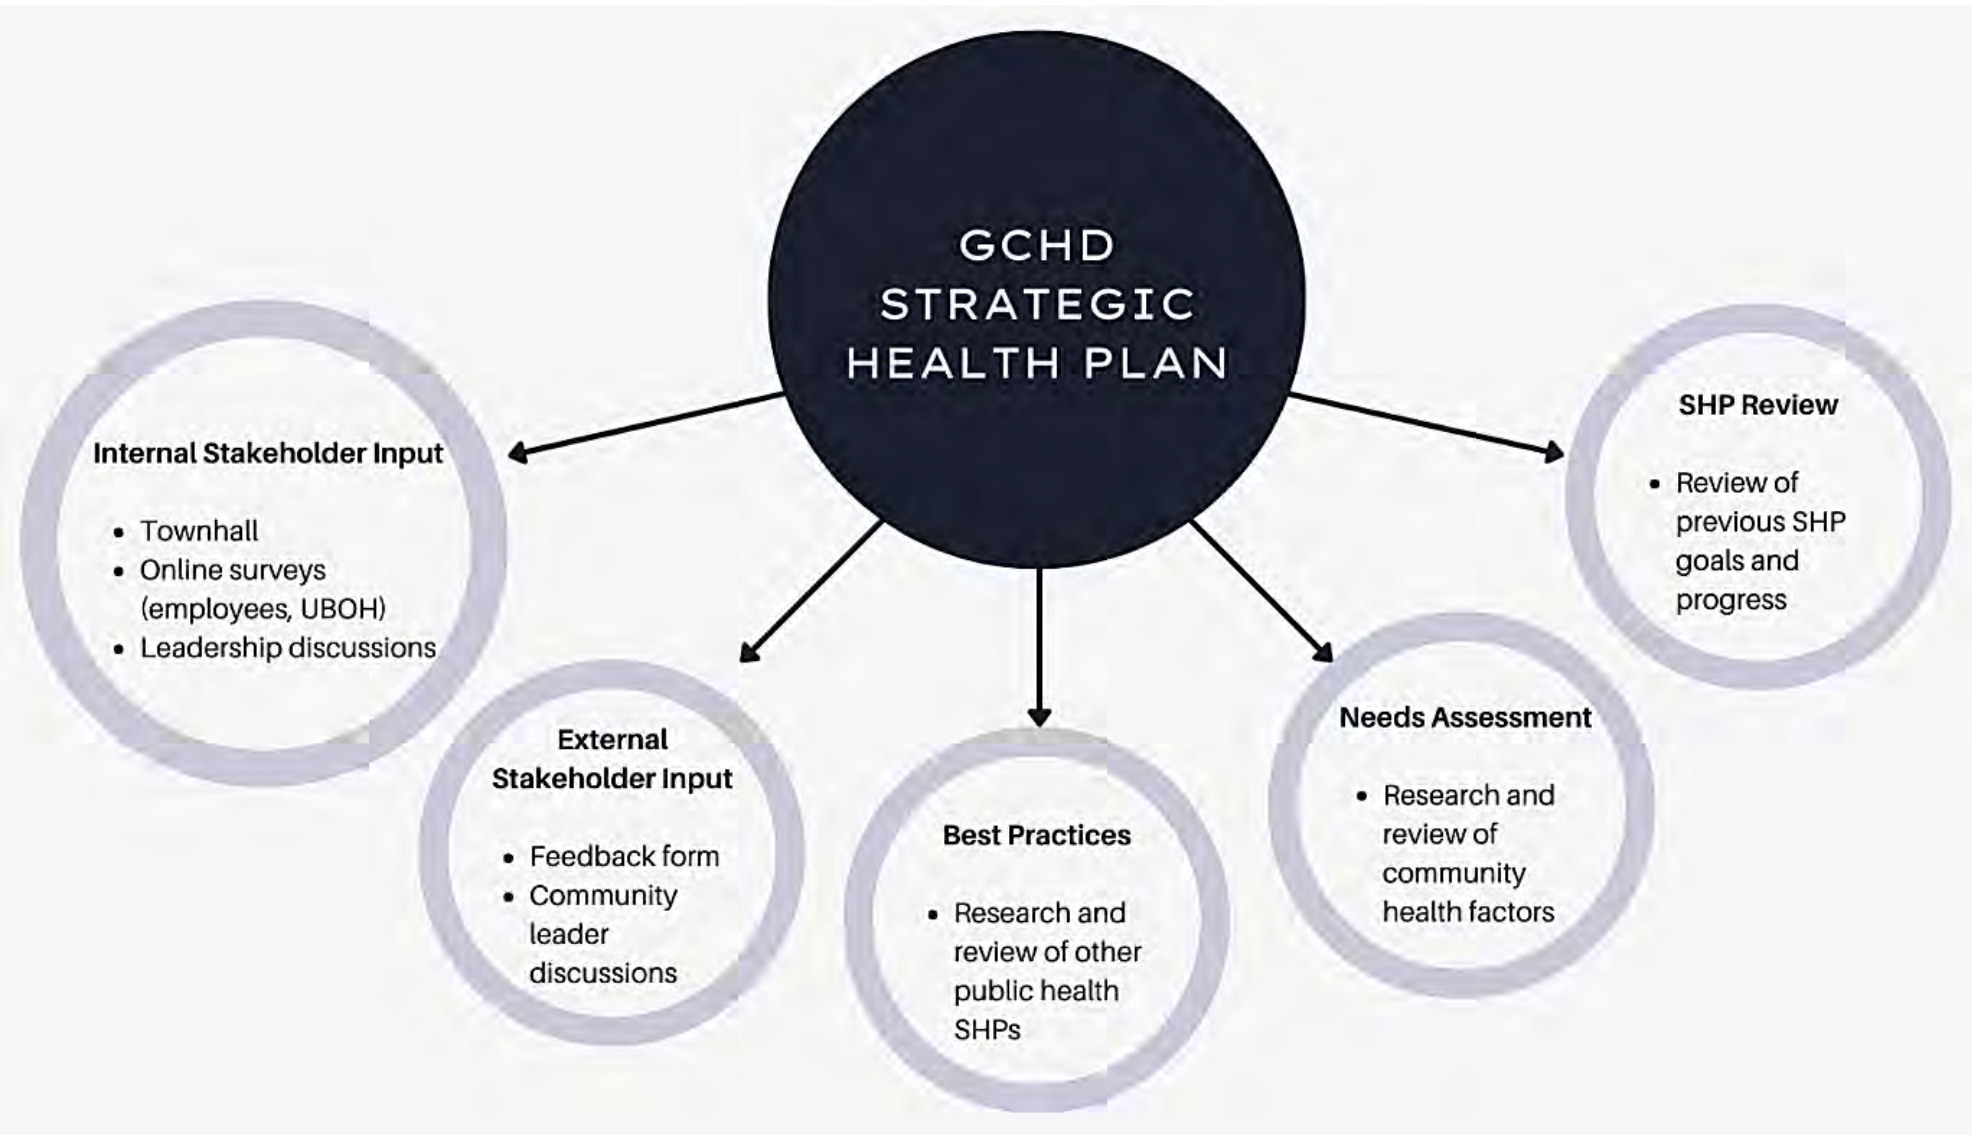 GCHD
STRATEGIC
HEALTH PLAN
Internal Stakeholder Input
• Townhall
• Online surveys
(employees, UBOH)
• Leadership discussions
External
Stakeholder Input
• Feedback form
• Community
leader
discussions
Best Practices
• Research and
review of other
public health
SHPs
Needs Assessment
• Research and
review of
community
health factors
SHP Review
• Review of
previous SHP
goals and
progress